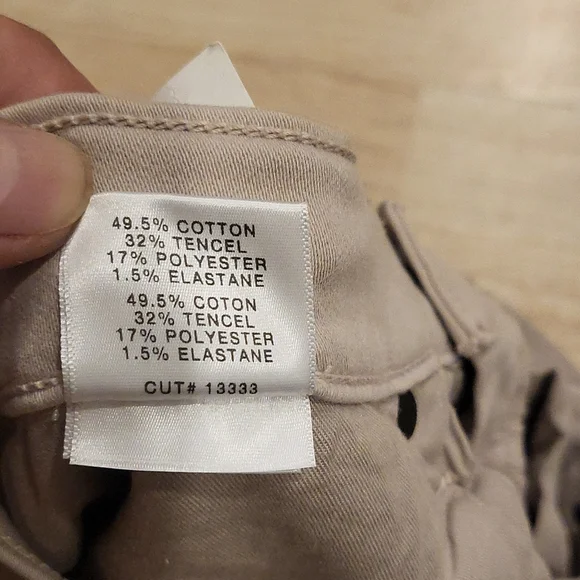 49.5% COTTON
32% TENCEL
17% POLYESTER
1.5% ELASTANE
49.5% COTON
32% TENCEL
17% POLYESTER
1.5% ELASTANE
CUT# 13333